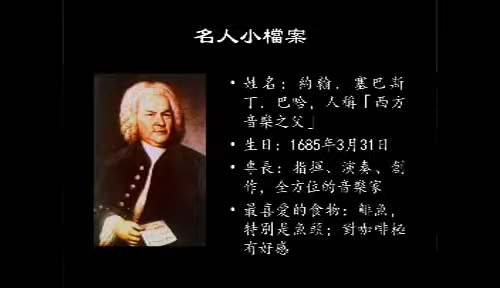 名人小檔案
• 姓名：約翰．塞巴斯
丁．巴哈，人稱「西方
音樂之父」
• 生日：1685年3月31日
• 專長：指揮、演奏、創
作，全方位的音樂家
• 最喜愛的食物：鯡魚，
特別是魚頭；對咖啡極
有好感